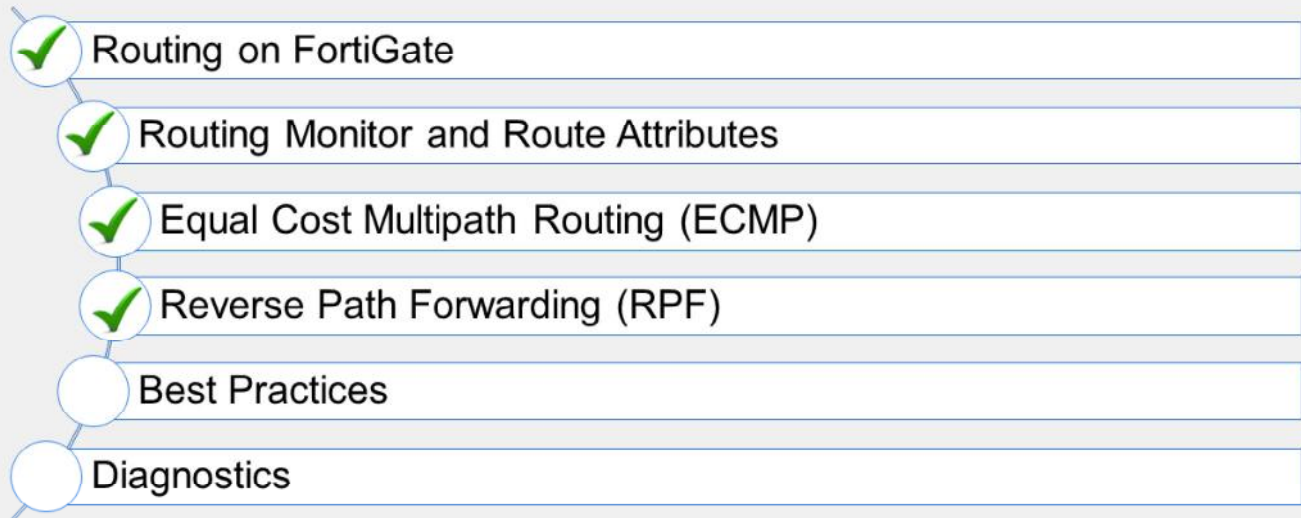 Routing on FortiGate
Routing Monitor and Route Attributes
Equal Cost Multipath Routing (ECMP)
Reverse Path Forwarding (RPF)
Best Practices
Diagnostics